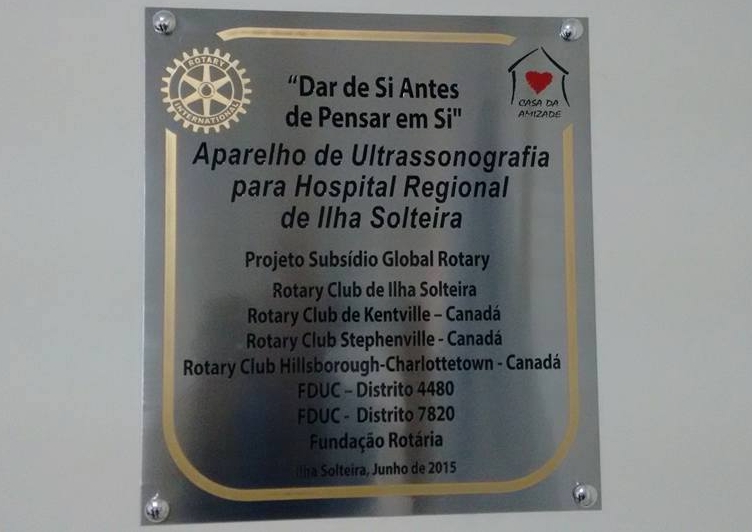 ROTARY
INTERNATIONAL
"Dar de Si Antes
de Pensar em Si"
CASA DA
AMIZADE
Aparelho de Ultrassonografia
para Hospital Regional
de Ilha Solteira
Projeto Subsídio Global Rotary
Rotary Club de Ilha Solteira
Rotary Club de Kentville – Canadá
Rotary Club Stephenville - Canadá
Rotary Club Hillsborough-Charlottetown - Canadá
FDUC – Distrito 4480
FDUC - Distrito 7820
Fundação Rotária
Ilha Solteira, Junho de 2015